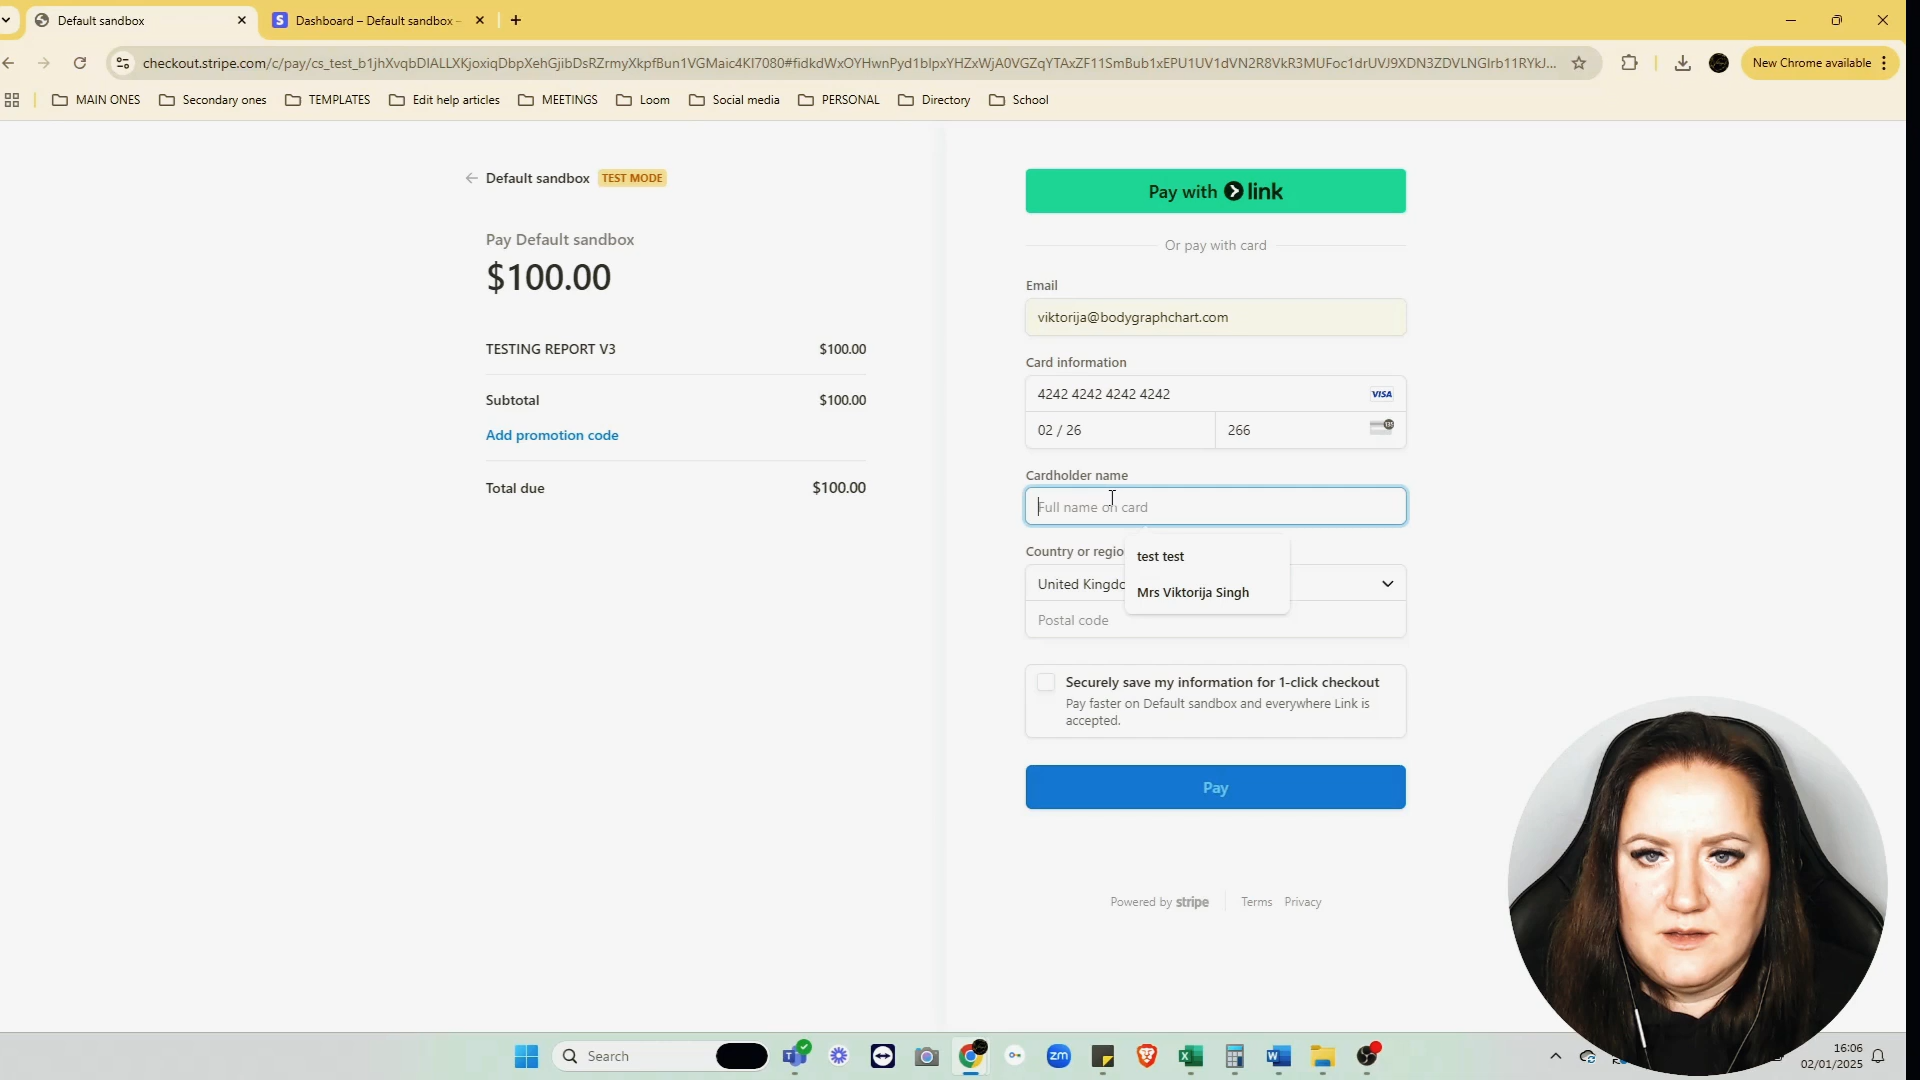 Default sandbox
Dashboard – Default sandbox –
checkout.stripe.com/c/pay/
New Chrome available
MAIN ONES
Secondary ones
TEMPLATES
Edit help articles
MEETINGS
Loom
Social media
PERSONAL
Directory
School
Default sandbox TEST MODE
Pay Default sandbox
$100.00
TESTING REPORT V3 $100.00
Subtotal $100.00
Add promotion code
Total due $100.00
Pay with link
Or pay with card
Email
viktorija@bodygraphchart.com
Card information
4242 4242 4242 4242 VISA
02 / 26 266
Cardholder name
Full name on card
Country or regio
test test
United Kingdo
Mrs Viktorija Singh
Postal code
Securely save my information for 1-click checkout
Pay faster on Default sandbox and everywhere Link is
accepted.
Pay
Powered by stripe
Terms Privacy
Search
zm
16:06
02/01/2025